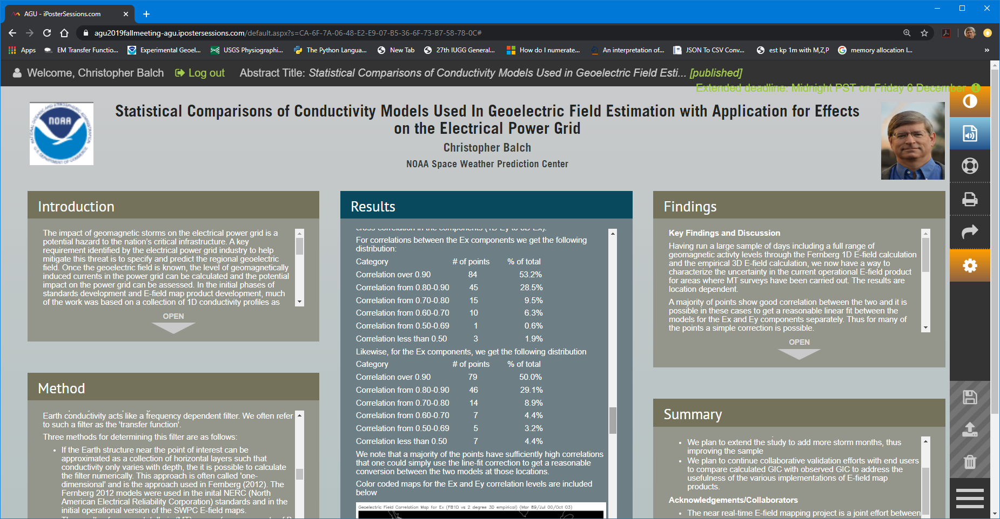 AGU - iPosterSessions.com
agu2019fallmeeting-agu.ipostersessions.com/default.aspx?s=CA-6F-7A-06-48-E2-E9-07-B5-36-6F-73-B7-58-78-0C#
Apps
EM Transfer Functio...
Experimental Geoel...
USGS Physiographi...
The Python Langua...
New Tab
27th IUGG General...
How do I numerate...
An interpretation of...
JSON To CSV Conv...
est kp 1m with M,Z,P
memory allocation l...
»
Welcome, Christopher Balch
Log out
Abstract Title: Statistical Comparisons of Conductivity Models Used in Geoelectric Field Esti... [published]
Extended deadline: Midnight PST on Friday 6 December
NOAA
Statistical Comparisons of Conductivity Models Used In Geoelectric Field Estimation with Application for Effects
on the Electrical Power Grid
Christopher Balch
NOAA Space Weather Prediction Center
Introduction
The impact of geomagnetic storms on the electrical power grid is a
potential hazard to the nation's critical infrastructure. A key
requirement identified by the electrical power grid industry to help
mitigate this threat is to specify and predict the regional geoelectric
field. Once the geoelectric field is known, the level of geomagnetically
induced currents in the power grid can be calculated and the potential
impact on the power grid can be assessed. In the initial phases of
standards development and E-field map product development, much
of the work was based on a collection of 1D conductivity profiles as
OPEN
Method
Earth conductivity acts like a frequency dependent filter. We often refer
to such a filter as the 'transfer function'.
Three methods for determining this filter are as follows:
• If the Earth structure near the point of interest can be
approximated as a collection of horizontal layers such that
conductivity only varies with depth, the it is possible to calculate
the filter numerically. This approach is often called 'one-
dimensional' and is the approach used in Fernberg (2012). The
Fernberg 2012 models were used in the inital NERC (North
American Electrical Reliability Corporation) standards and in the
initial operational version of the SWPC E-field maps.
Results
cross correlation in the components (1D Ey to 3D Ex).
For correlations between the Ex components we get the following
distribution:
Category # of points % of total
Correlation over 0.90 84 53.2%
Correlation from 0.80-0.90 45 28.5%
Correlation from 0.70-0.80 15 9.5%
Correlation from 0.60-0.70 10 6.3%
Correlation from 0.50-0.69 1 0.6%
Correlation less than 0.50 3 1.9%
Likewise, for the Ex components, we get the following distribution
Category # of points % of total
Correlation over 0.90 79 50.0%
Correlation from 0.80-0.90 46 29.1%
Correlation from 0.70-0.80 14 8.9%
Correlation from 0.60-0.70 7 4.4%
Correlation from 0.50-0.69 5 3.2%
Correlation less than 0.50 7 4.4%
We note that a majority of the points have sufficiently high correlations
that one could simply use the line-fit correction to get a reasonable
conversion between the two models at those locations.
Color coded maps for the Ex and Ey correlation levels are included
below
Geoelectric Field Correlation Map for Ex (FB1D vs 2 degree 3D empirical) (Mar 89/Jul 00/Oct 03)
Findings
Key Findings and Discussion
Having run a large sample of days including a full range of
geomagnetic activty levels through the Fernberg 1D E-field calculation
and the empirical 3D E-field calculation, we now have a way to
characterize the uncertainty in the current operational E-field product
for areas where MT surveys have been carried out. The results are
location dependent.
A majority of points show good correlation between the two and it is
possible in these cases to get a reasonable linear fit between the
models for the Ex and Ey components separately. Thus for many of
the points a simple correction is possible.
OPEN
Summary
• We plan to extend the study to add more storm months, thus
improving the sample
• We plan to continue collaborative validation efforts with end users
to compare calculated GIC with observed GIC to address the
usefulness of the various implementations of E-field map
products.
Acknowledgements/Collaborators
• The near real-time E-field mapping project is a joint effort between